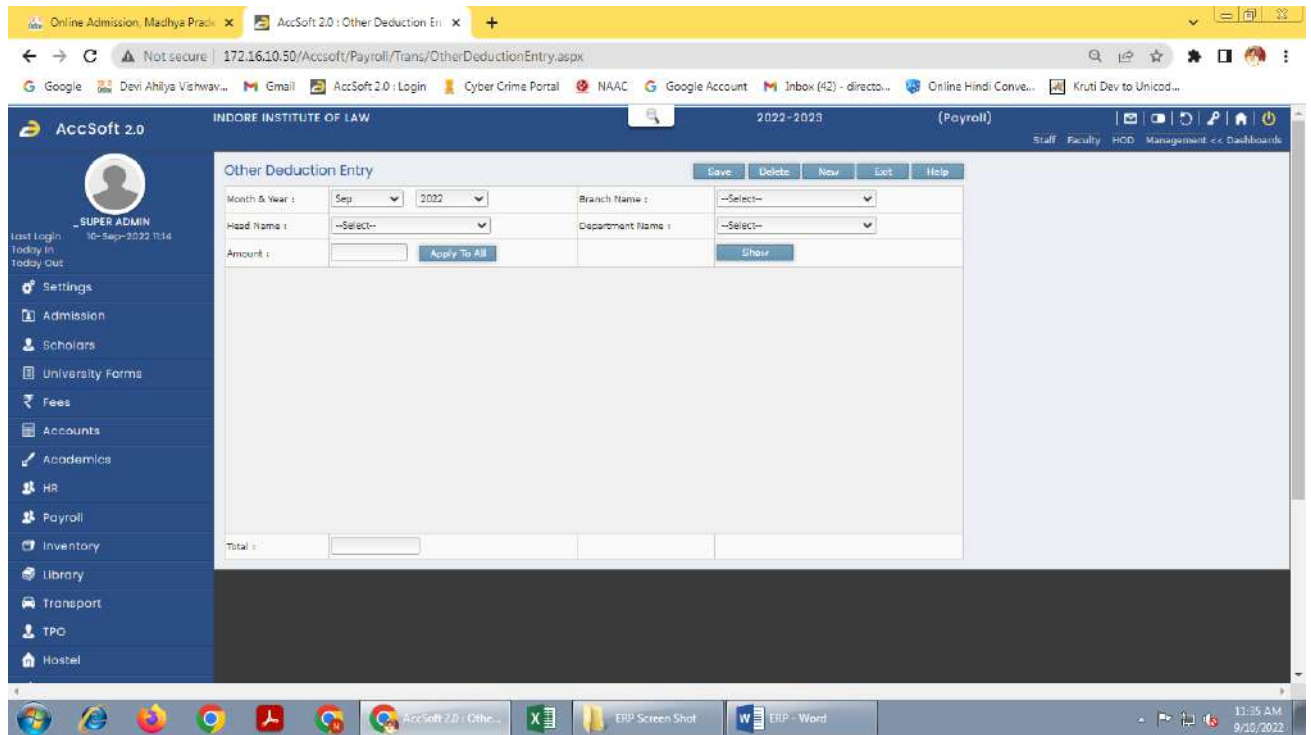 Online Admission, Madhya Prade
AccSoft 2.0 : Other Deduction En
Not secure | 172.16.10.50/Accsoft/Payroll/Trans/OtherDeductionEntry.aspx
Google
Devi Ahilya Vishwav...
Gmail
AccSoft 2.0 : Login
Cyber Crime Portal
NAAC
Google Account
Inbox (42) - directo...
Online Hindi Conve...
Kruti Dev to Unicod...
AccSoft 2.0
INDORE INSTITUTE OF LAW
2022-2023
(Payroll)
Staff Faculty HOD Management << Dashboards
SUPER ADMIN
Last Login 10-Sep-2022 11:14
Today In
Today Out
Settings
Admission
Scholars
University Forms
Fees
Accounts
Academics
HR
Payroll
Inventory
Library
Transport
TPO
Hostel
Other Deduction Entry
Save Delete New Exit Help
Month & Year : Sep 2022 Branch Name : --Select--
Head Name : --Select-- Department Name : --Select--
Amount : Apply To All Show
Total :
AccSoft 2.0 : Othe...
ERP Screen Shot
ERP - Word
11:35 AM
9/10/2022